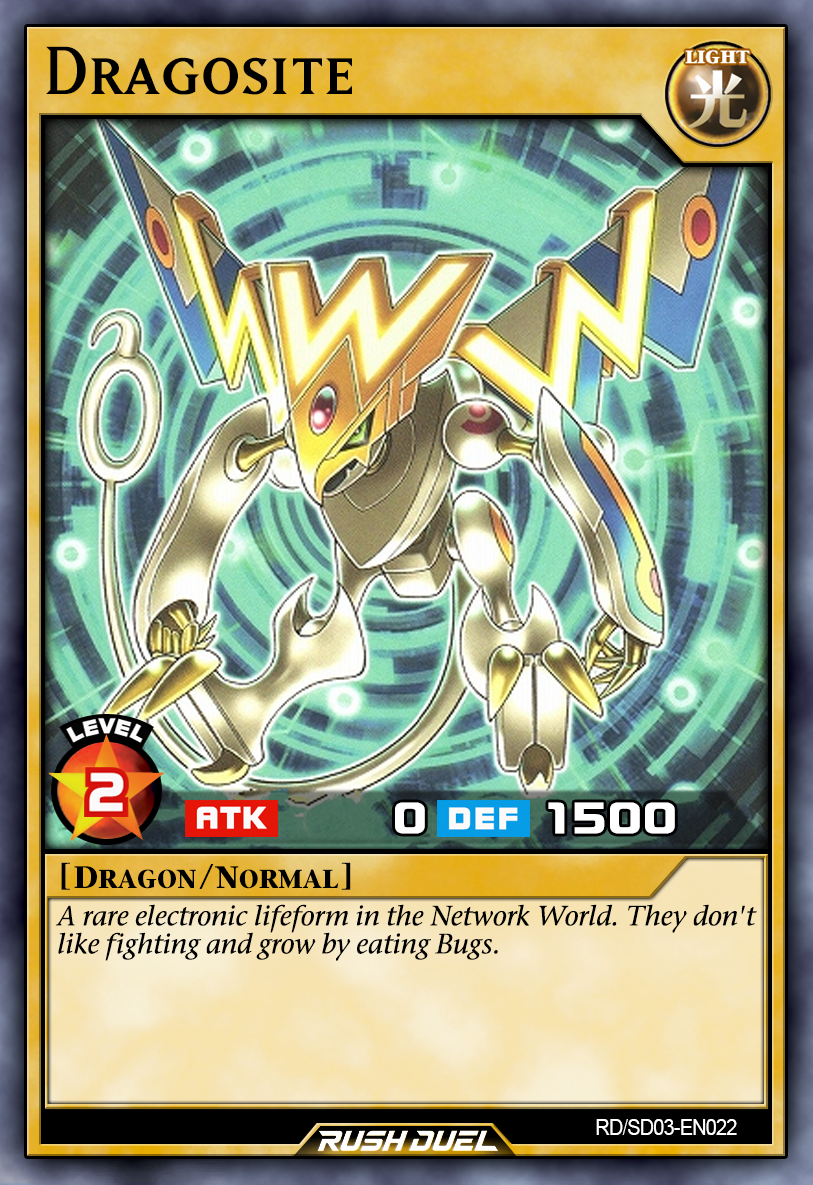 Dragosite
LIGHT
光
W W W
LEVEL
2
ATK 0 DEF 1500
[Dragon/Normal]
A rare electronic lifeform in the Network World. They don't
like fighting and grow by eating Bugs.
RD/SD03-EN022
RUSH DUEL